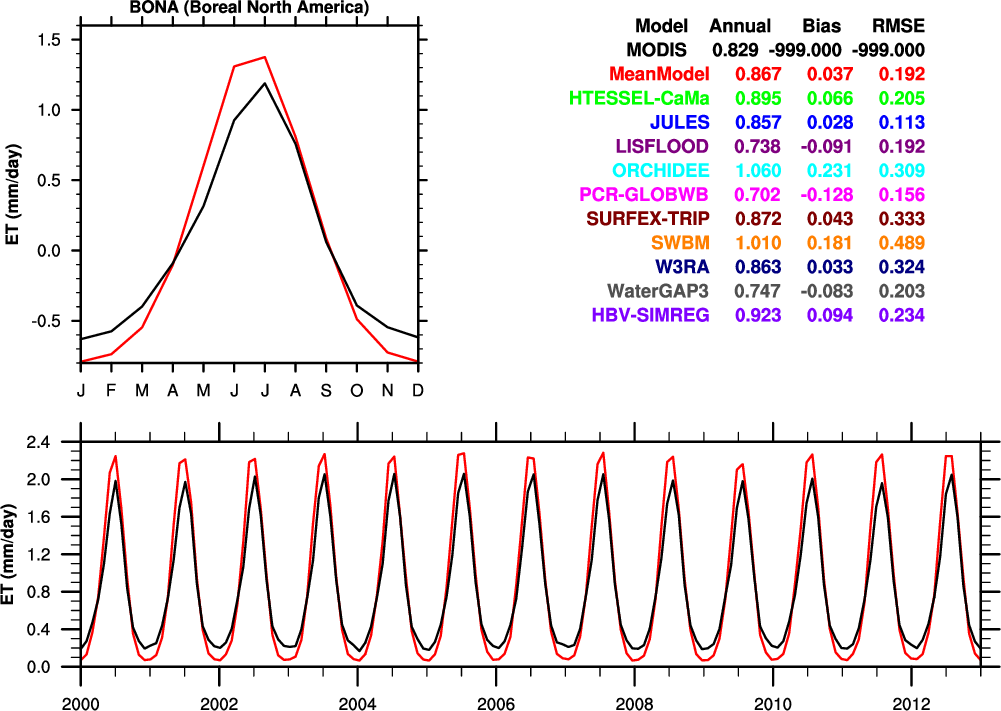 BONA (Boreal North America)
1.5
1.0
0.5
0.0
-0.5
ET (mm/day)
J F M A M J J A S O N D
Model Annual Bias RMSE
MODIS 0.829 -999.000 -999.000
MeanModel 0.867 0.037 0.192
HTESSEL-CaMa 0.895 0.066 0.205
JULES 0.857 0.028 0.113
LISFLOOD 0.738 -0.091 0.192
ORCHIDEE 1.060 0.231 0.309
PCR-GLOBWB 0.702 -0.128 0.156
SURFEX-TRIP 0.872 0.043 0.333
SWBM 1.010 0.181 0.489
W3RA 0.863 0.033 0.324
WaterGAP3 0.747 -0.083 0.203
HBV-SIMREG 0.923 0.094 0.234
2.4
2.0
1.6
1.2
0.8
0.4
0.0
ET (mm/day)
2000 2002 2004 2006 2008 2010 2012